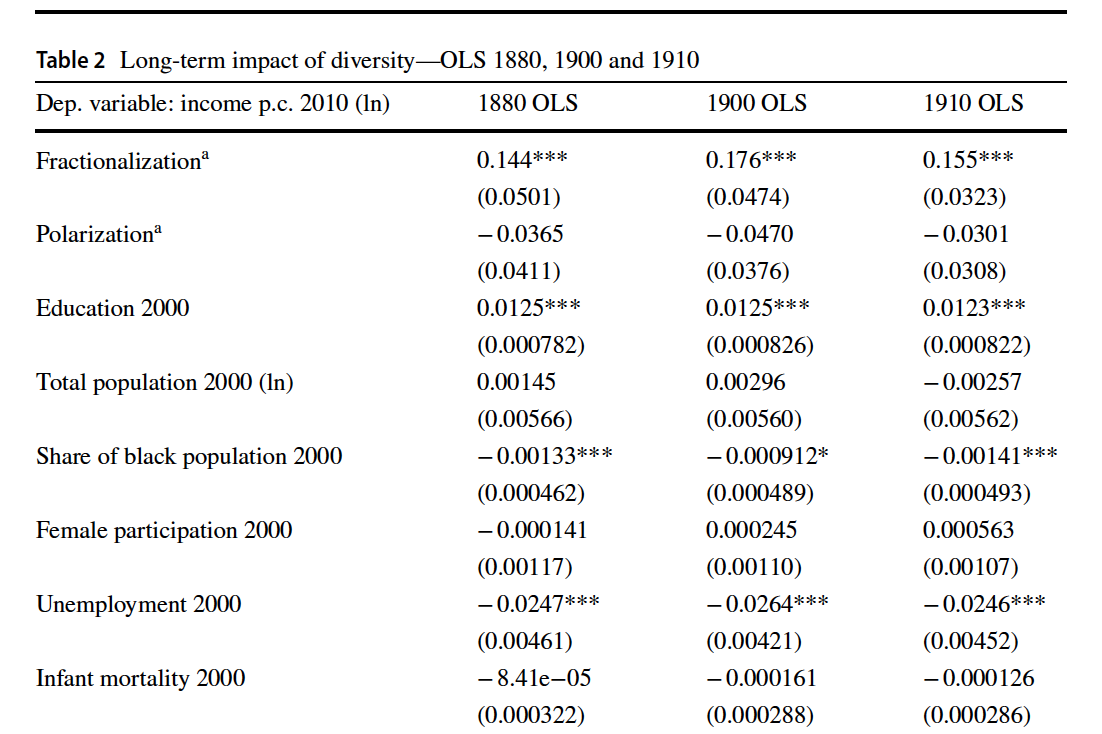 Table 2 Long-term impact of diversity—OLS 1880, 1900 and 1910
Dep. variable: income p.c. 2010 (ln) 1880 OLS 1900 OLS 1910 OLS
Fractionalizationᵃ 0.144*** 0.176*** 0.155***
(0.0501) (0.0474) (0.0323)
Polarizationᵃ −0.0365 −0.0470 −0.0301
(0.0411) (0.0376) (0.0308)
Education 2000 0.0125*** 0.0125*** 0.0123***
(0.000782) (0.000826) (0.000822)
Total population 2000 (ln) 0.00145 0.00296 −0.00257
(0.00566) (0.00560) (0.00562)
Share of black population 2000 −0.00133*** −0.000912* −0.00141***
(0.000462) (0.000489) (0.000493)
Female participation 2000 −0.000141 0.000245 0.000563
(0.00117) (0.00110) (0.00107)
Unemployment 2000 −0.0247*** −0.0264*** −0.0246***
(0.00461) (0.00421) (0.00452)
Infant mortality 2000 −8.41e−05 −0.000161 −0.000126
(0.000322) (0.000288) (0.000286)